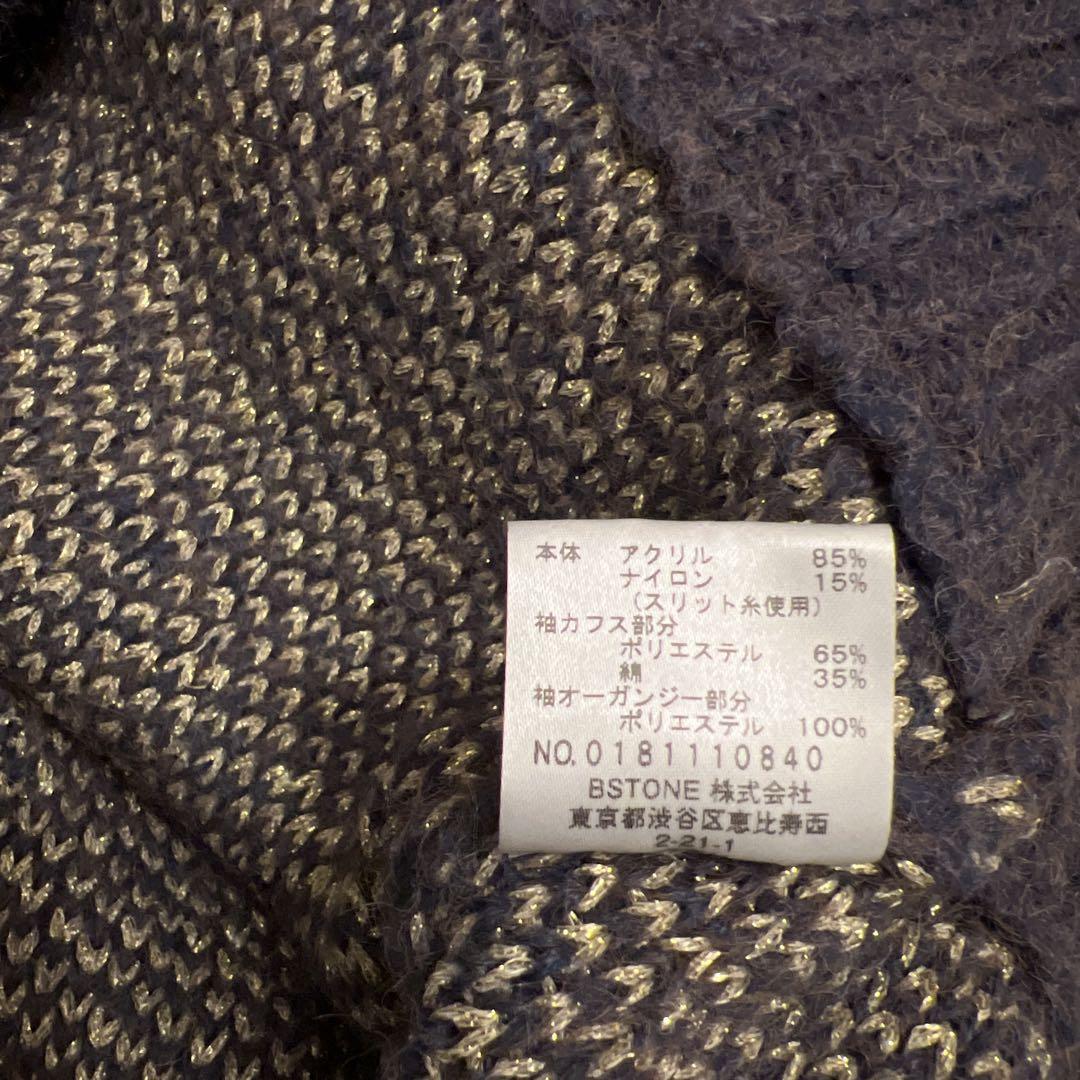 本体 アクリル 85%
ナイロン 15%
(スリット糸使用)
袖カフス部分
ポリエステル 65%
綿 35%
袖オーガンジー部分
ポリエステル 100%
NO.0181110840
BSTONE 株式会社
東京都渋谷区恵比寿西
2-21-1